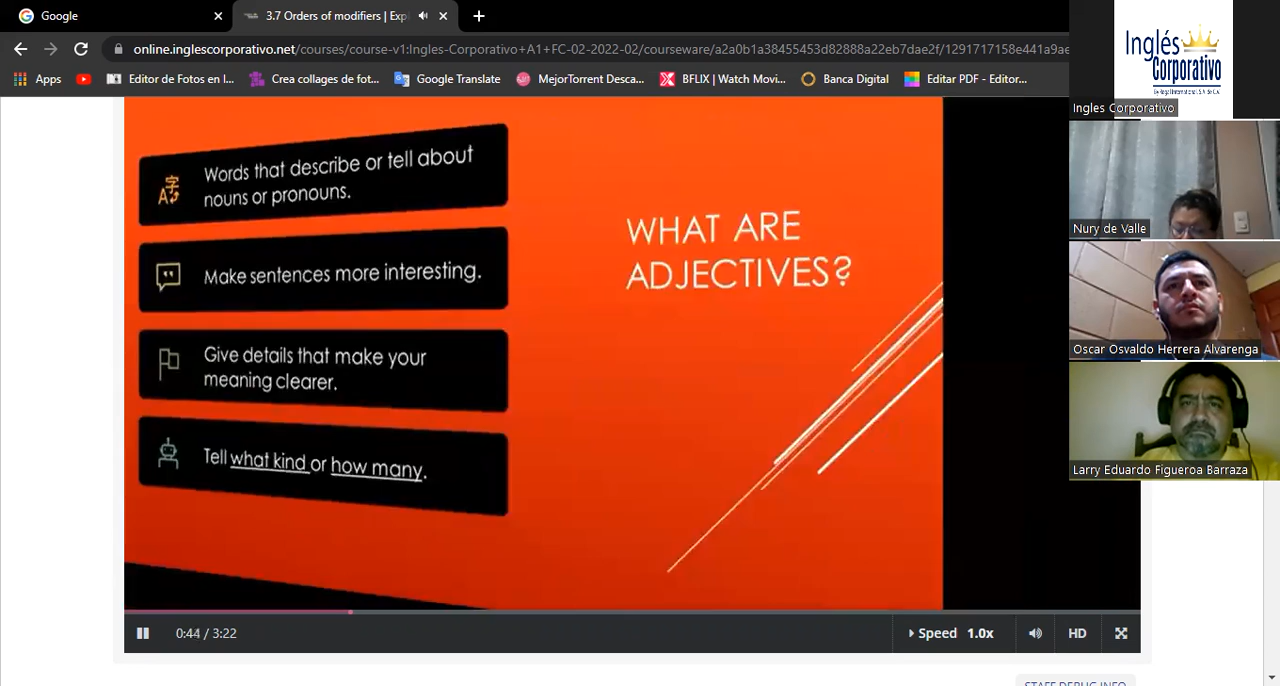 Google
3.7 Orders of modifiers | Exp
online.inglescorporativo.net/courses/course-v1:Ingles-Corporativo+A1+FC-02-2022-02/courseware/a2a0b1a38455453d82888a22eb7dae2f/1291717158e441a9ae
Apps
Editor de Fotos en l...
Crea collages de fot...
Google Translate
MejorTorrent Desca...
BFLIX | Watch Movi...
Banca Digital
Editar PDF - Editor...
Words that describe or tell about
nouns or pronouns.
Make sentences more interesting.
Give details that make your
meaning clearer.
Tell what kind or how many.
WHAT ARE
ADJECTIVES?
0:44 / 3:22
Speed 1.0x
HD
STAFF DEBUG INFO
Inglés
Corporativo
Ingles Corporativo
Nury de Valle
Oscar Osvaldo Herrera Alvarenga
Larry Eduardo Figueroa Barraza